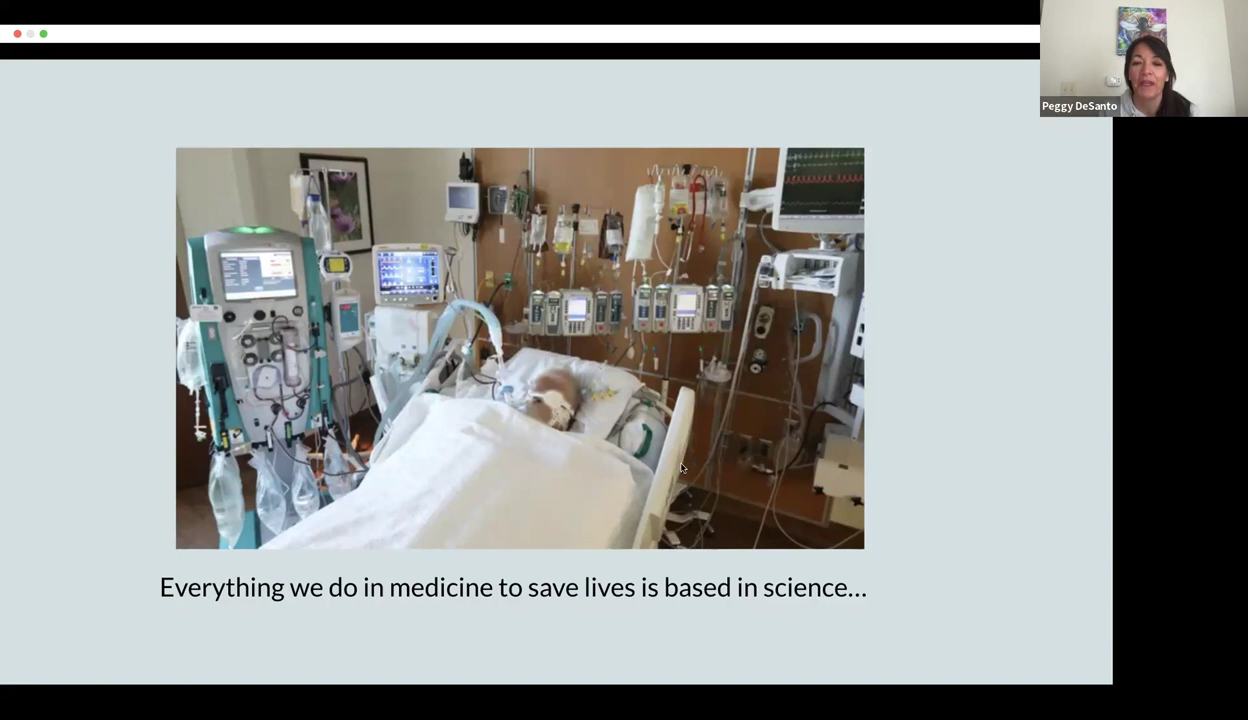 Peggy DeSanto
Everything we do in medicine to save lives is based in science...